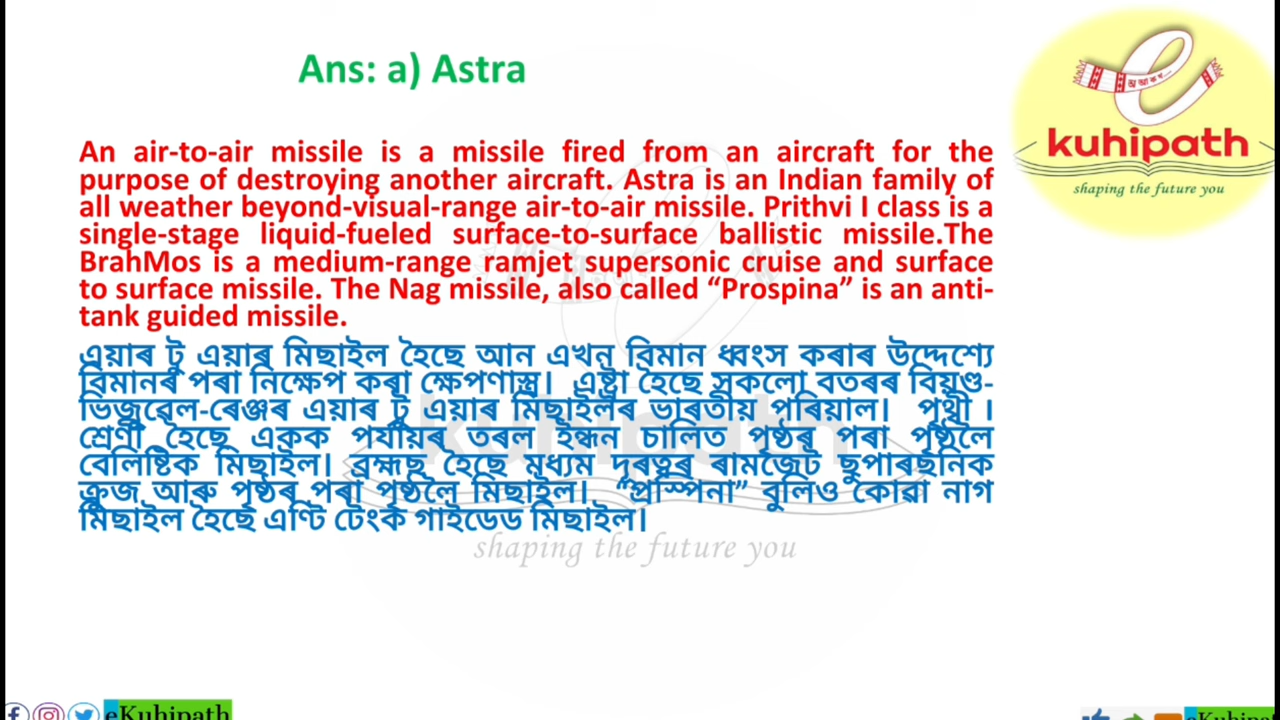 Ans: a) Astra
kuhipath
shaping the future you
An air-to-air missile is a missile fired from an aircraft for the
purpose of destroying another aircraft. Astra is an Indian family of
all weather beyond-visual-range air-to-air missile. Prithvi I class is a
single-stage liquid-fueled surface-to-surface ballistic missile.The
BrahMos is a medium-range ramjet supersonic cruise and surface
to surface missile. The Nag missile, also called “Prospina” is an anti-
tank guided missile.
এয়াৰ টু এয়াৰ মিছাইল হৈছে আন এখন বিমান ধ্বংস কৰাৰ উদ্দেশ্যে
বিমানৰ পৰা নিক্ষেপ কৰা ক্ষেপণাস্ত্ৰ। এষ্ট্ৰা হৈছে সকলো বতৰৰ বিয়ণ্ড-
ভিজুৱেল-ৰেঞ্জৰ এয়াৰ টু এয়াৰ মিছাইলৰ ভাৰতীয় পৰিয়াল। পৃথ্বী ।
শ্ৰেণী হৈছে একক পৰ্যায়ৰ তৰল ইন্ধন চালিত পৃষ্ঠৰ পৰা পৃষ্ঠলৈ
বেলিষ্টিক মিছাইল। ব্ৰহ্মছ হৈছে মধ্যম দূৰত্বৰ ৰামজেট ছুপাৰছনিক
ক্ৰুজ আৰু পৃষ্ঠৰ পৰা পৃষ্ঠলৈ মিছাইল। “প্ৰস্পিনা” বুলিও কোৱা নাগ
মিছাইল হৈছে এণ্টি টেংক গাইডেড মিছাইল।
kuhipath
shaping the future you
eKuhipath